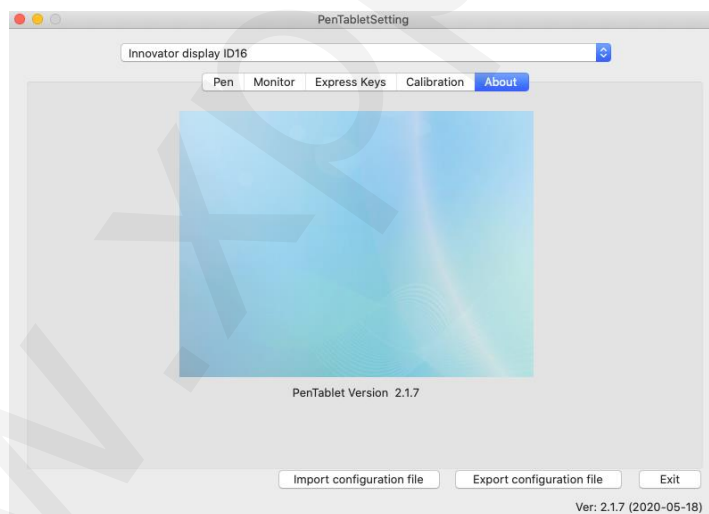 PenTabletSetting
Innovator display ID16
Pen Monitor Express Keys Calibration About
PenTablet Version 2.1.7
Import configuration file Export configuration file Exit
Ver: 2.1.7 (2020-05-18)